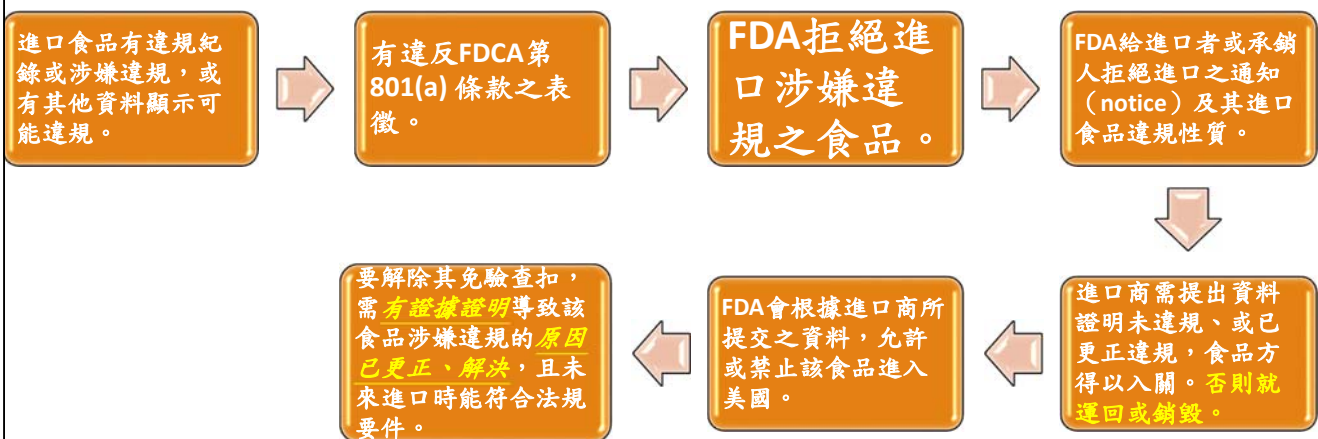 進口食品有違規紀
錄或涉嫌違規，或
有其他資料顯示可
能違規。
有違反FDCA第
801(a) 條款之表
徵。
FDA拒絕進
口涉嫌違
規之食品。
FDA給進口者或承銷
人拒絕進口之通知
（notice）及其進口
食品違規性質。
進口商需提出資料
證明未違規、或已
更正違規，食品方
得以入關。否則就
運回或銷毀。
FDA會根據進口商所
提交之資料，允許
或禁止該食品進入
美國。
要解除其免驗查扣，
需有證據證明導致該
食品涉嫌違規的原因
已更正、解決，且未
來進口時能符合法規
要件。